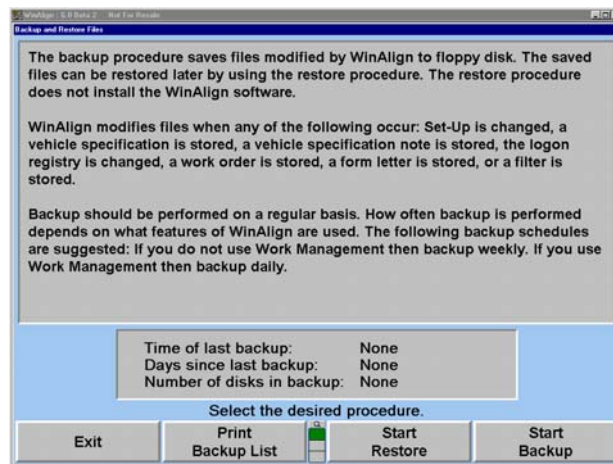 WinAlign : 6.0 Beta 2 Not For Resale
Backup and Restore Files
The backup procedure saves files modified by WinAlign to floppy disk. The saved
files can be restored later by using the restore procedure. The restore procedure
does not install the WinAlign software.
WinAlign modifies files when any of the following occur: Set-Up is changed, a
vehicle specification is stored, a vehicle specification note is stored, the logon
registry is changed, a work order is stored, a form letter is stored, or a filter is
stored.
Backup should be performed on a regular basis. How often backup is performed
depends on what features of WinAlign are used. The following backup schedules
are suggested: If you do not use Work Management then backup weekly. If you use
Work Management then backup daily.
Time of last backup: None
Days since last backup: None
Number of disks in backup: None
Select the desired procedure.
Exit
Print
Backup List
Start
Restore
Start
Backup